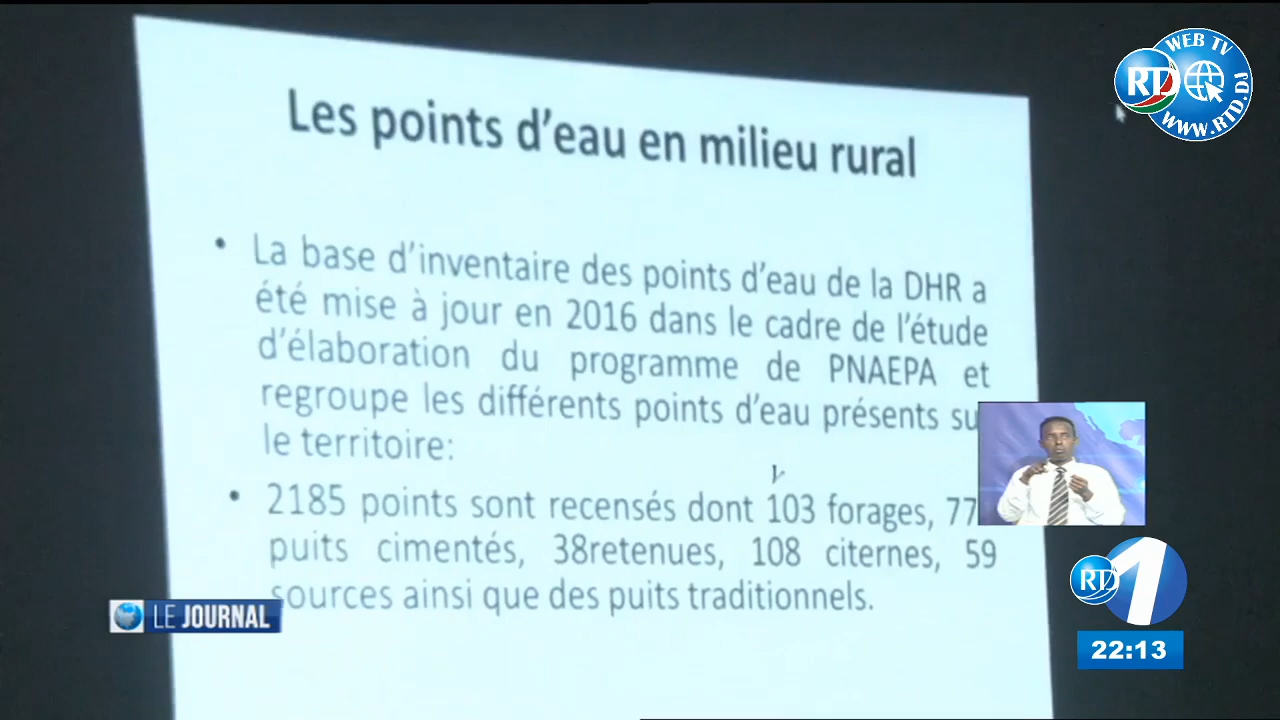 Les points d'eau en milieu rural
• La base d'inventaire des points d'eau de la DHR a
été mise à jour en 2016 dans le cadre de l'étude
d'élaboration du programme de PNAEPA et
regroupe les différents points d'eau présents
le territoire:
• 2185 points sont recensés dont 103 forages,
puits cimentés, 38retenues, 108 citernes, 59
sources ainsi que des puits traditionnels.
WEB TV
RTD
WWW.RTD.DJ
LE JOURNAL
RTD
1
22:13